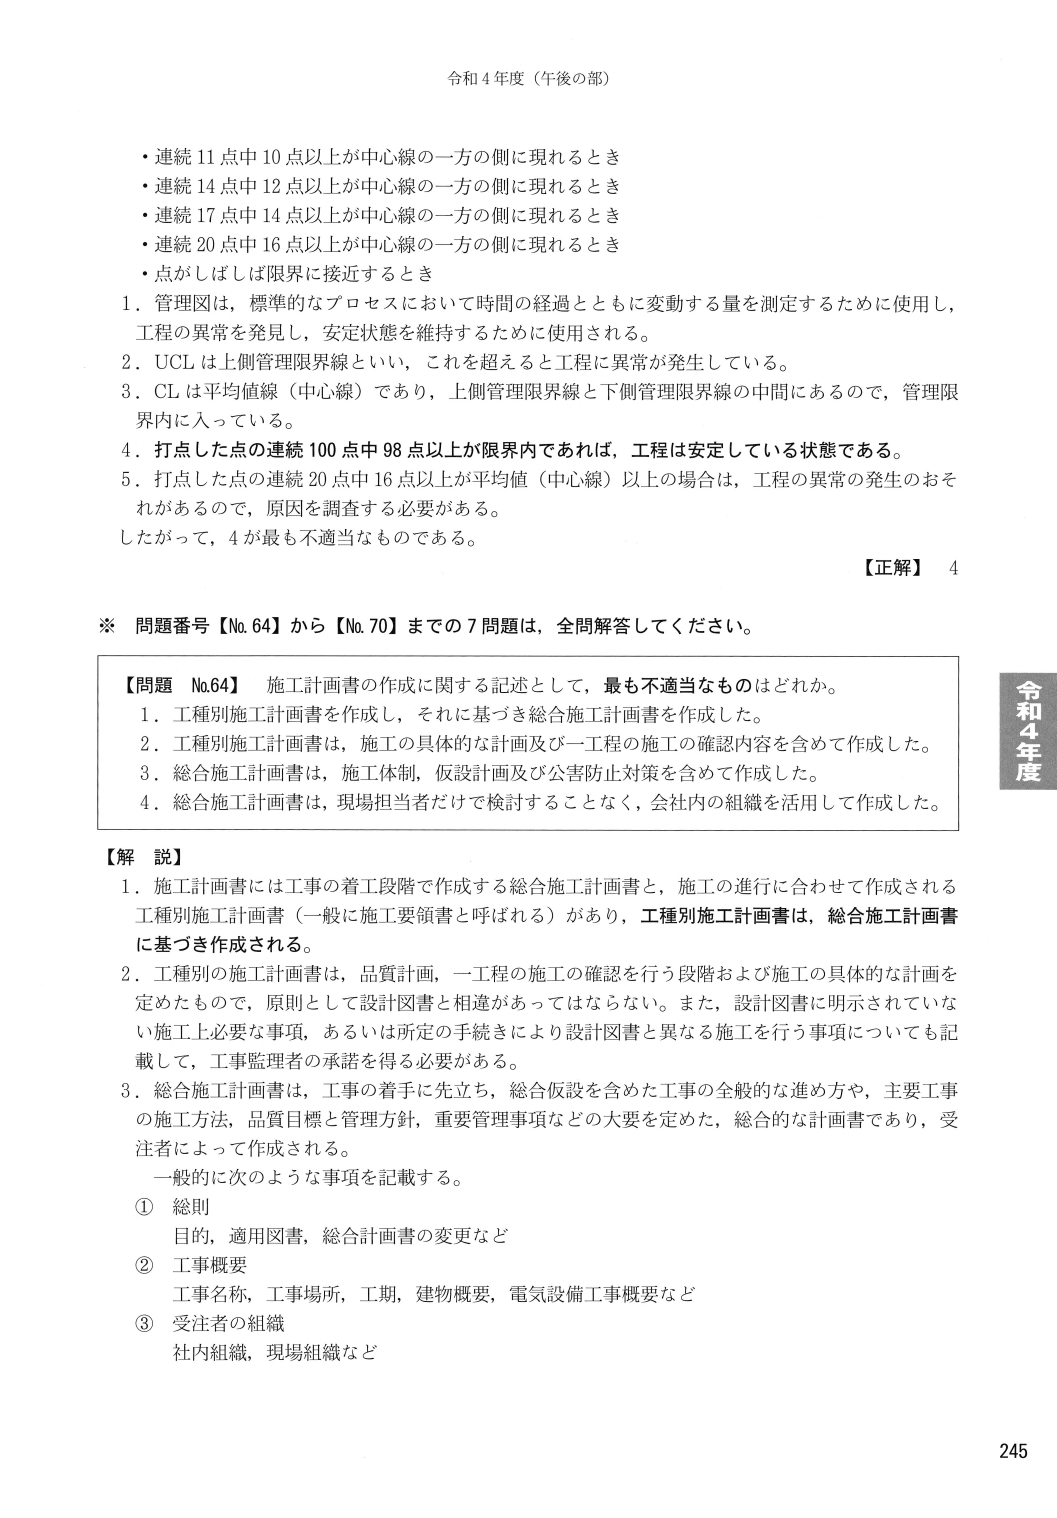 令和4年度（午後の部）
・連続11点中10点以上が中心線の一方の側に現れるとき
・連続14点中12点以上が中心線の一方の側に現れるとき
・連続17点中14点以上が中心線の一方の側に現れるとき
・連続20点中16点以上が中心線の一方の側に現れるとき
・点がしばしば限界に接近するとき
1．管理図は，標準的なプロセスにおいて時間の経過とともに変動する量を測定するために使用し，
工程の異常を発見し，安定状態を維持するために使用される。
2．UCLは上側管理限界線といい，これを超えると工程に異常が発生している。
3．CLは平均値線（中心線）であり，上側管理限界線と下側管理限界線の中間にあるので，管理限
界内に入っている。
4．打点した点の連続100点中98点以上が限界内であれば，工程は安定している状態である。
5．打点した点の連続20点中16点以上が平均値（中心線）以上の場合は，工程の異常の発生のおそ
れがあるので，原因を調査する必要がある。
したがって，4が最も不適当なものである。
【正解】 4
※ 問題番号【№64】から【№70】までの7問題は，全問解答してください。
【問題 №64】 施工計画書の作成に関する記述として，最も不適当なものはどれか。
1．工種別施工計画書を作成し，それに基づき総合施工計画書を作成した。
2．工種別施工計画書は，施工の具体的な計画及び一工程の施工の確認内容を含めて作成した。
3．総合施工計画書は，施工体制，仮設計画及び公害防止対策を含めて作成した。
4．総合施工計画書は，現場担当者だけで検討することなく，会社内の組織を活用して作成した。
令和4年度
【解 説】
1．施工計画書には工事の着工段階で作成する総合施工計画書と，施工の進行に合わせて作成される
工種別施工計画書（一般に施工要領書と呼ばれる）があり，工種別施工計画書は，総合施工計画書
に基づき作成される。
2．工種別の施工計画書は，品質計画，一工程の施工の確認を行う段階および施工の具体的な計画を
定めたもので，原則として設計図書と相違があってはならない。また，設計図書に明示されていな
い施工上必要な事項，あるいは所定の手続きにより設計図書と異なる施工を行う事項についても記
載して，工事監理者の承諾を得る必要がある。
3．総合施工計画書は，工事の着手に先立ち，総合仮設を含めた工事の全般的な進め方や，主要工事
の施工方法，品質目標と管理方針，重要管理事項などの大要を定めた，総合的な計画書であり，受
注者によって作成される。
一般的に次のような事項を記載する。
① 総則
目的，適用図書，総合計画書の変更など
② 工事概要
工事名称，工事場所，工期，建物概要，電気設備工事概要など
③ 受注者の組織
社内組織，現場組織など
245